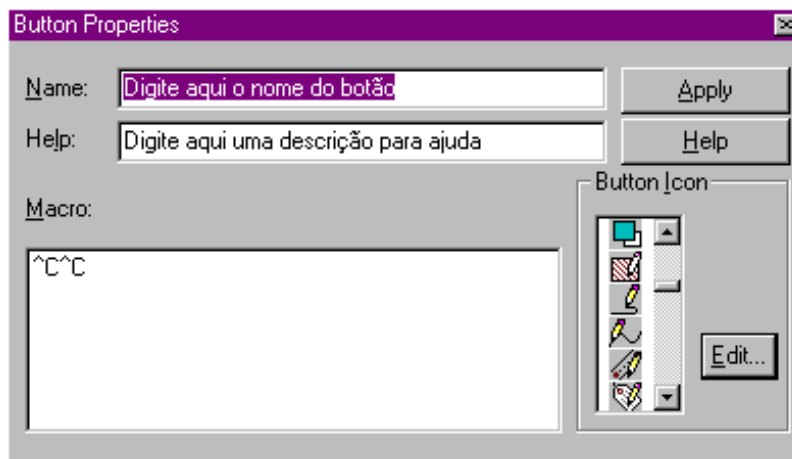 Button Properties
Name: Digite aqui o nome do botão Apply
Help: Digite aqui uma descrição para ajuda Help
Button Icon
Macro:
^C^C
Edit...